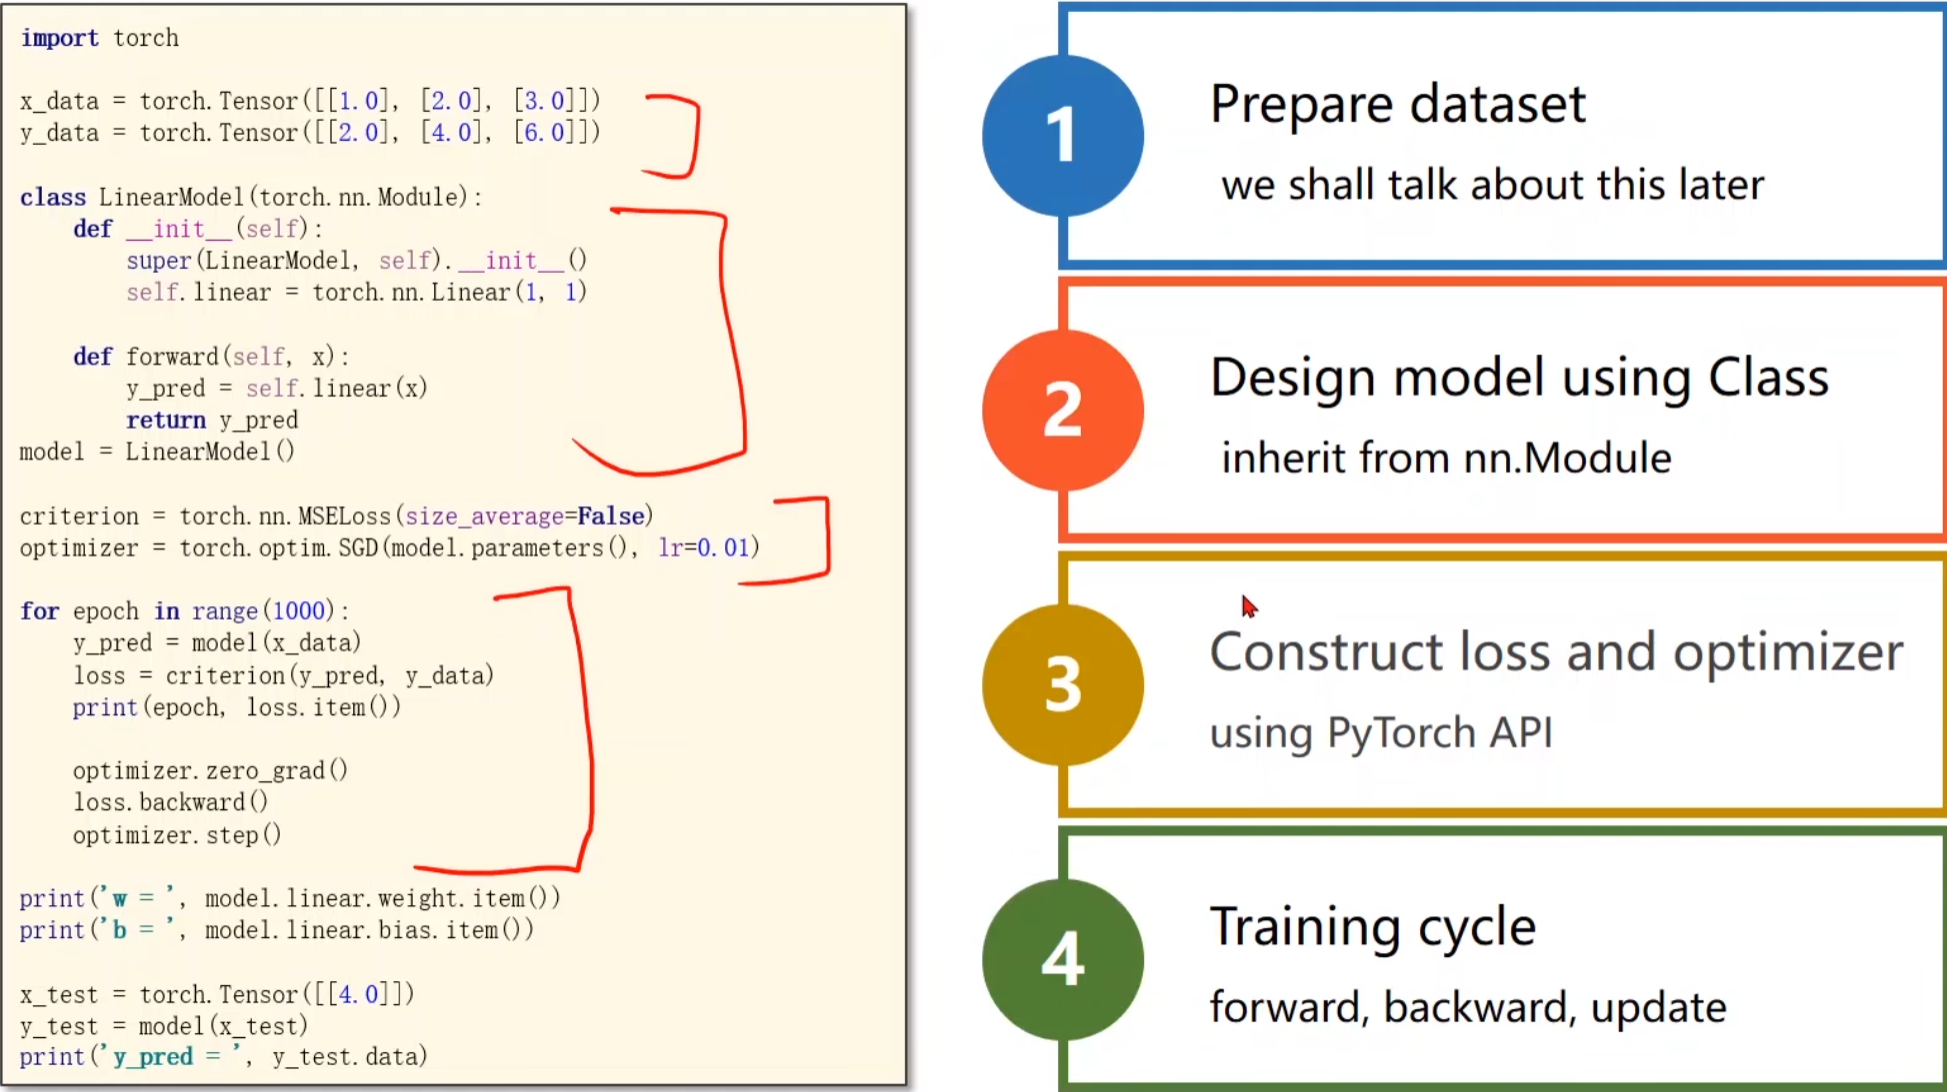 import torch
x_data = torch.Tensor([[1.0], [2.0], [3.0]])
y_data = torch.Tensor([[2.0], [4.0], [6.0]])
class LinearModel(torch.nn.Module):
    def __init__(self):
        super(LinearModel, self).__init__()
        self.linear = torch.nn.Linear(1, 1)
    def forward(self, x):
        y_pred = self.linear(x)
        return y_pred
model = LinearModel()
criterion = torch.nn.MSELoss(size_average=False)
optimizer = torch.optim.SGD(model.parameters(), lr=0.01)
for epoch in range(1000):
    y_pred = model(x_data)
    loss = criterion(y_pred, y_data)
    print(epoch, loss.item())
    optimizer.zero_grad()
    loss.backward()
    optimizer.step()
print('w = ', model.linear.weight.item())
print('b = ', model.linear.bias.item())
x_test = torch.Tensor([[4.0]])
y_test = model(x_test)
print('y_pred = ', y_test.data)
1
Prepare dataset
we shall talk about this later
2
Design model using Class
inherit from nn.Module
3
Construct loss and optimizer
using PyTorch API
4
Training cycle
forward, backward, update